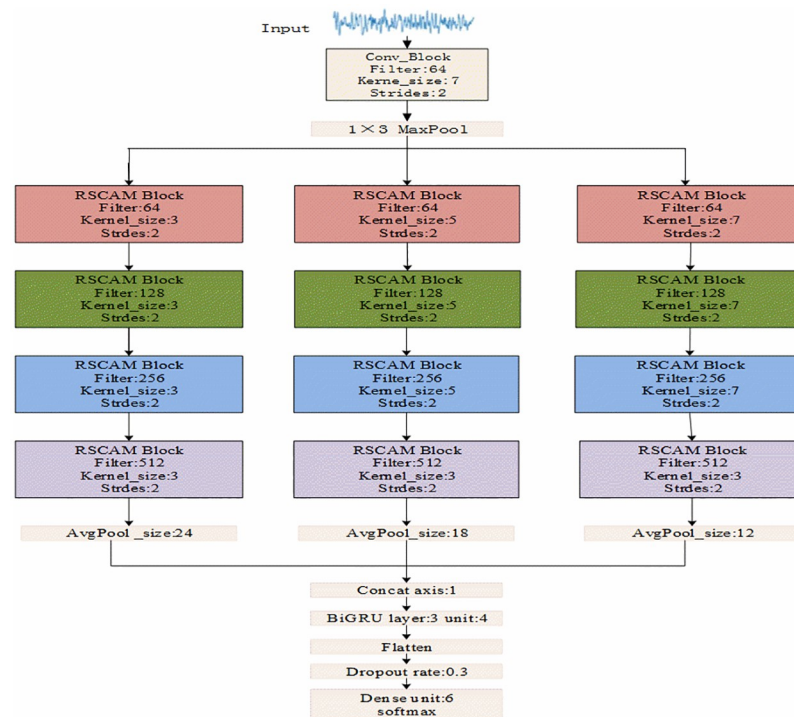 Input
Conv_Block
Filter:64
Kerne_size:7
Strides:2
1×3 MaxPool
RSCAM Block
Filter:64
Kernel_size:3
Strdes:2
RSCAM Block
Filter:64
Kernel_size:5
Strdes:2
RSCAM Block
Filter:64
Kernel_size:7
Strdes:2
RSCAM Block
Filter:128
Kernel_size:3
Strdes:2
RSCAM Block
Filter:128
Kernel_size:5
Strdes:2
RSCAM Block
Filter:128
Kernel_size:7
Strdes:2
RSCAM Block
Filter:256
Kernel_size:3
Strdes:2
RSCAM Block
Filter:256
Kernel_size:5
Strdes:2
RSCAM Block
Filter:256
Kernel_size:7
Strdes:2
RSCAM Block
Filter:512
Kernel_size:3
Strdes:2
RSCAM Block
Filter:512
Kernel_size:3
Strdes:2
RSCAM Block
Filter:512
Kernel_size:3
Strdes:2
AvgPool _size:24
AvgPool_size:18
AvgPool_size:12
Concat axis:1
BiGRU layer:3 unit:4
Flatten
Dropout rate:0.3
Dense unit:6
softmax